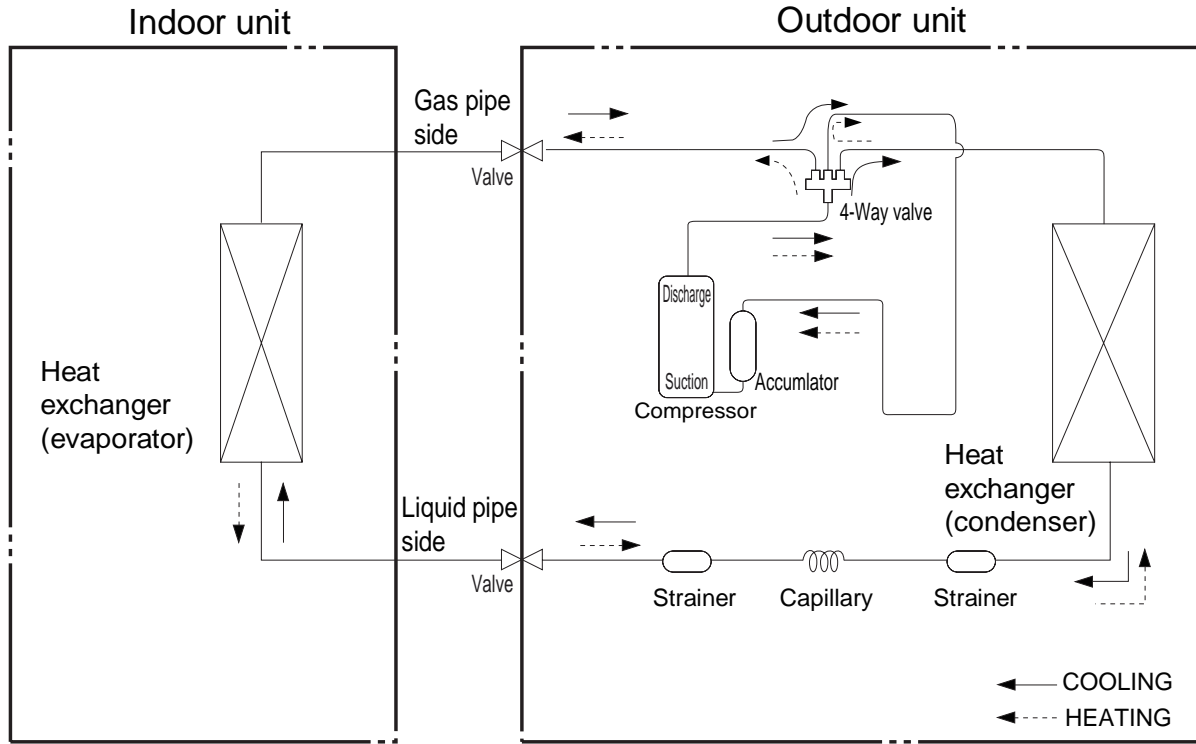 Indoor unit
Outdoor unit
Gas pipe
side
Valve
4-Way valve
Discharge
Suction
Accumlator
Compressor
Heat
exchanger
(evaporator)
Heat
exchanger
(condenser)
Liquid pipe
side
Valve
Strainer
Capillary
Strainer
COOLING
HEATING